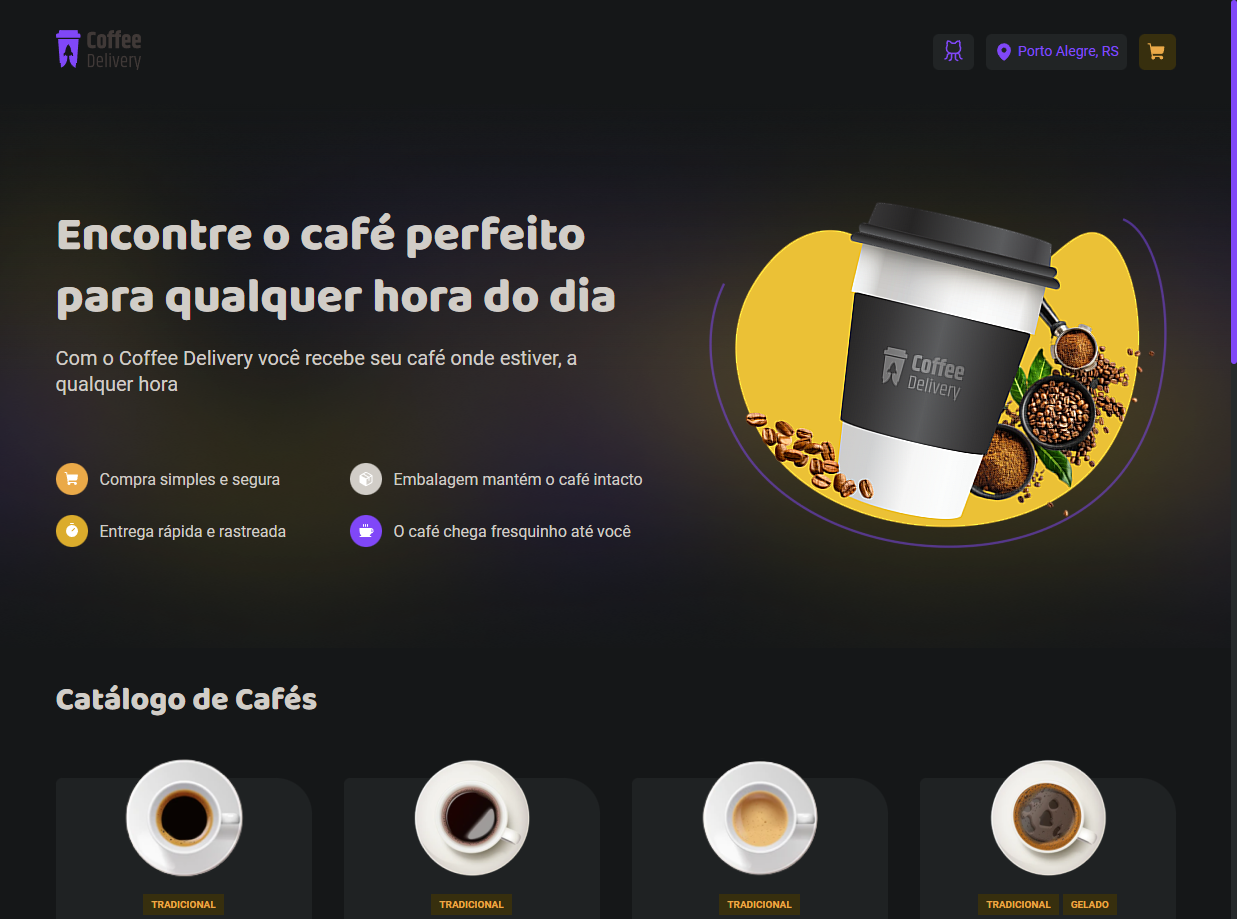 Coffee
Delivery
Porto Alegre, RS
Encontre o café perfeito
para qualquer hora do dia
Com o Coffee Delivery você recebe seu café onde estiver, a
qualquer hora
Compra simples e segura
Embalagem mantém o café intacto
Entrega rápida e rastreada
O café chega fresquinho até você
Coffee
Delivery
Catálogo de Cafés
TRADICIONAL
TRADICIONAL
TRADICIONAL
TRADICIONAL GELADO